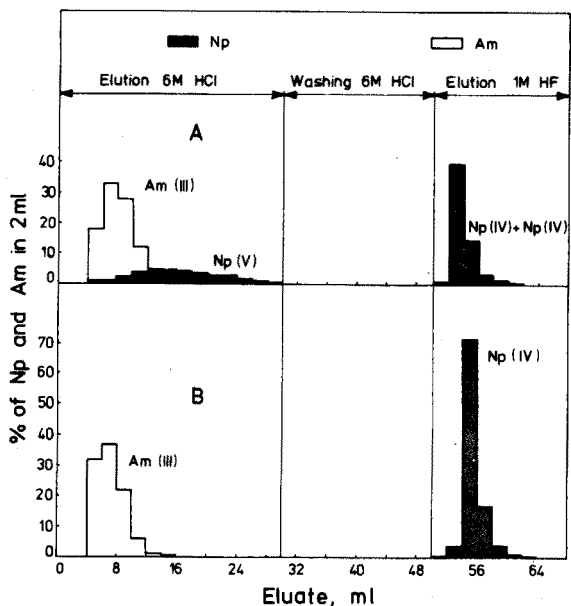 Np Am
Elution 6M HCl Washing 6M HCl Elution 1M HF
A
40
30
20
10
0
Am (III)
Np (V)
Np(IV)+Np(IV)
B
70
60
50
40
30
20
10
0
Am (III)
Np (IV)
% of Np and Am in 2ml
0 8 16 24 32 40 48 56 64
Eluate, ml